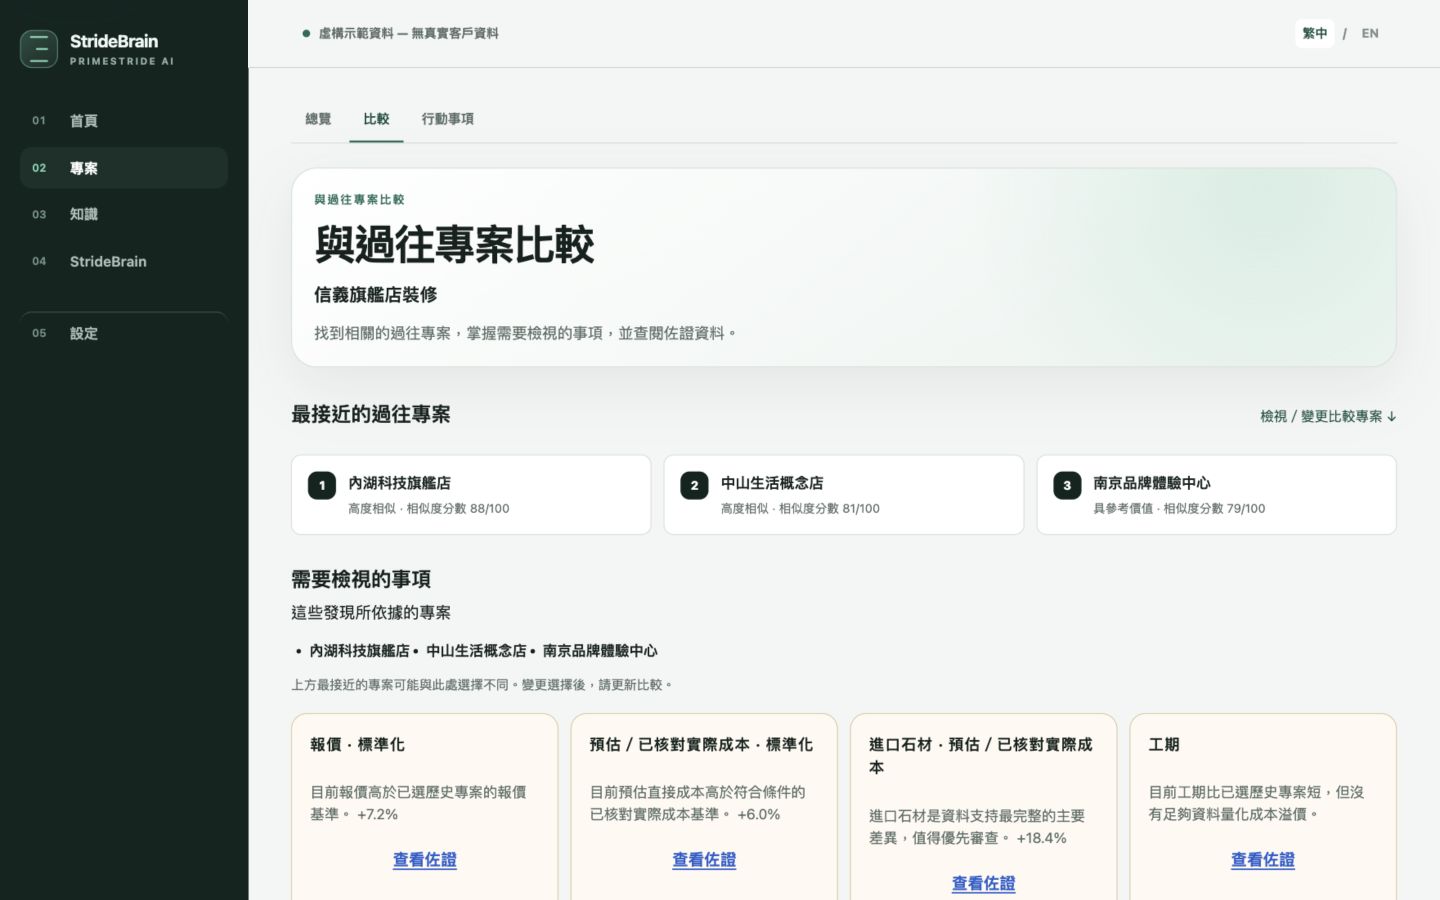 StrideBrain
PRIMESTRIDE AI
01 首頁
02 專案
03 知識
04 StrideBrain
05 設定
虛構示範資料 — 無真實客戶資料
繁中 / EN
總覽 比較 行動事項
與過往專案比較
與過往專案比較
信義旗艦店裝修
找到相關的過往專案，掌握需要檢視的事項，並查閱佐證資料。
最接近的過往專案
檢視 / 變更比較專案 ↓
1 內湖科技旗艦店
高度相似 · 相似度分數 88/100
2 中山生活概念店
高度相似 · 相似度分數 81/100
3 南京品牌體驗中心
具參考價值 · 相似度分數 79/100
需要檢視的事項
這些發現所依據的專案
• 內湖科技旗艦店 • 中山生活概念店 • 南京品牌體驗中心
上方最接近的專案可能與此處選擇不同。變更選擇後，請更新比較。
報價 · 標準化
目前報價高於已選歷史專案的報價
基準。 +7.2%
查看佐證
預估 / 已核對實際成本 · 標準化
目前預估直接成本高於符合條件的
已核對實際成本基準。 +6.0%
查看佐證
進口石材 · 預估 / 已核對實際成
本
進口石材是資料支持最完整的主要
差異，值得優先審查。 +18.4%
查看佐證
工期
目前工期比已選歷史專案短，但沒
有足夠資料量化成本溢價。
查看佐證